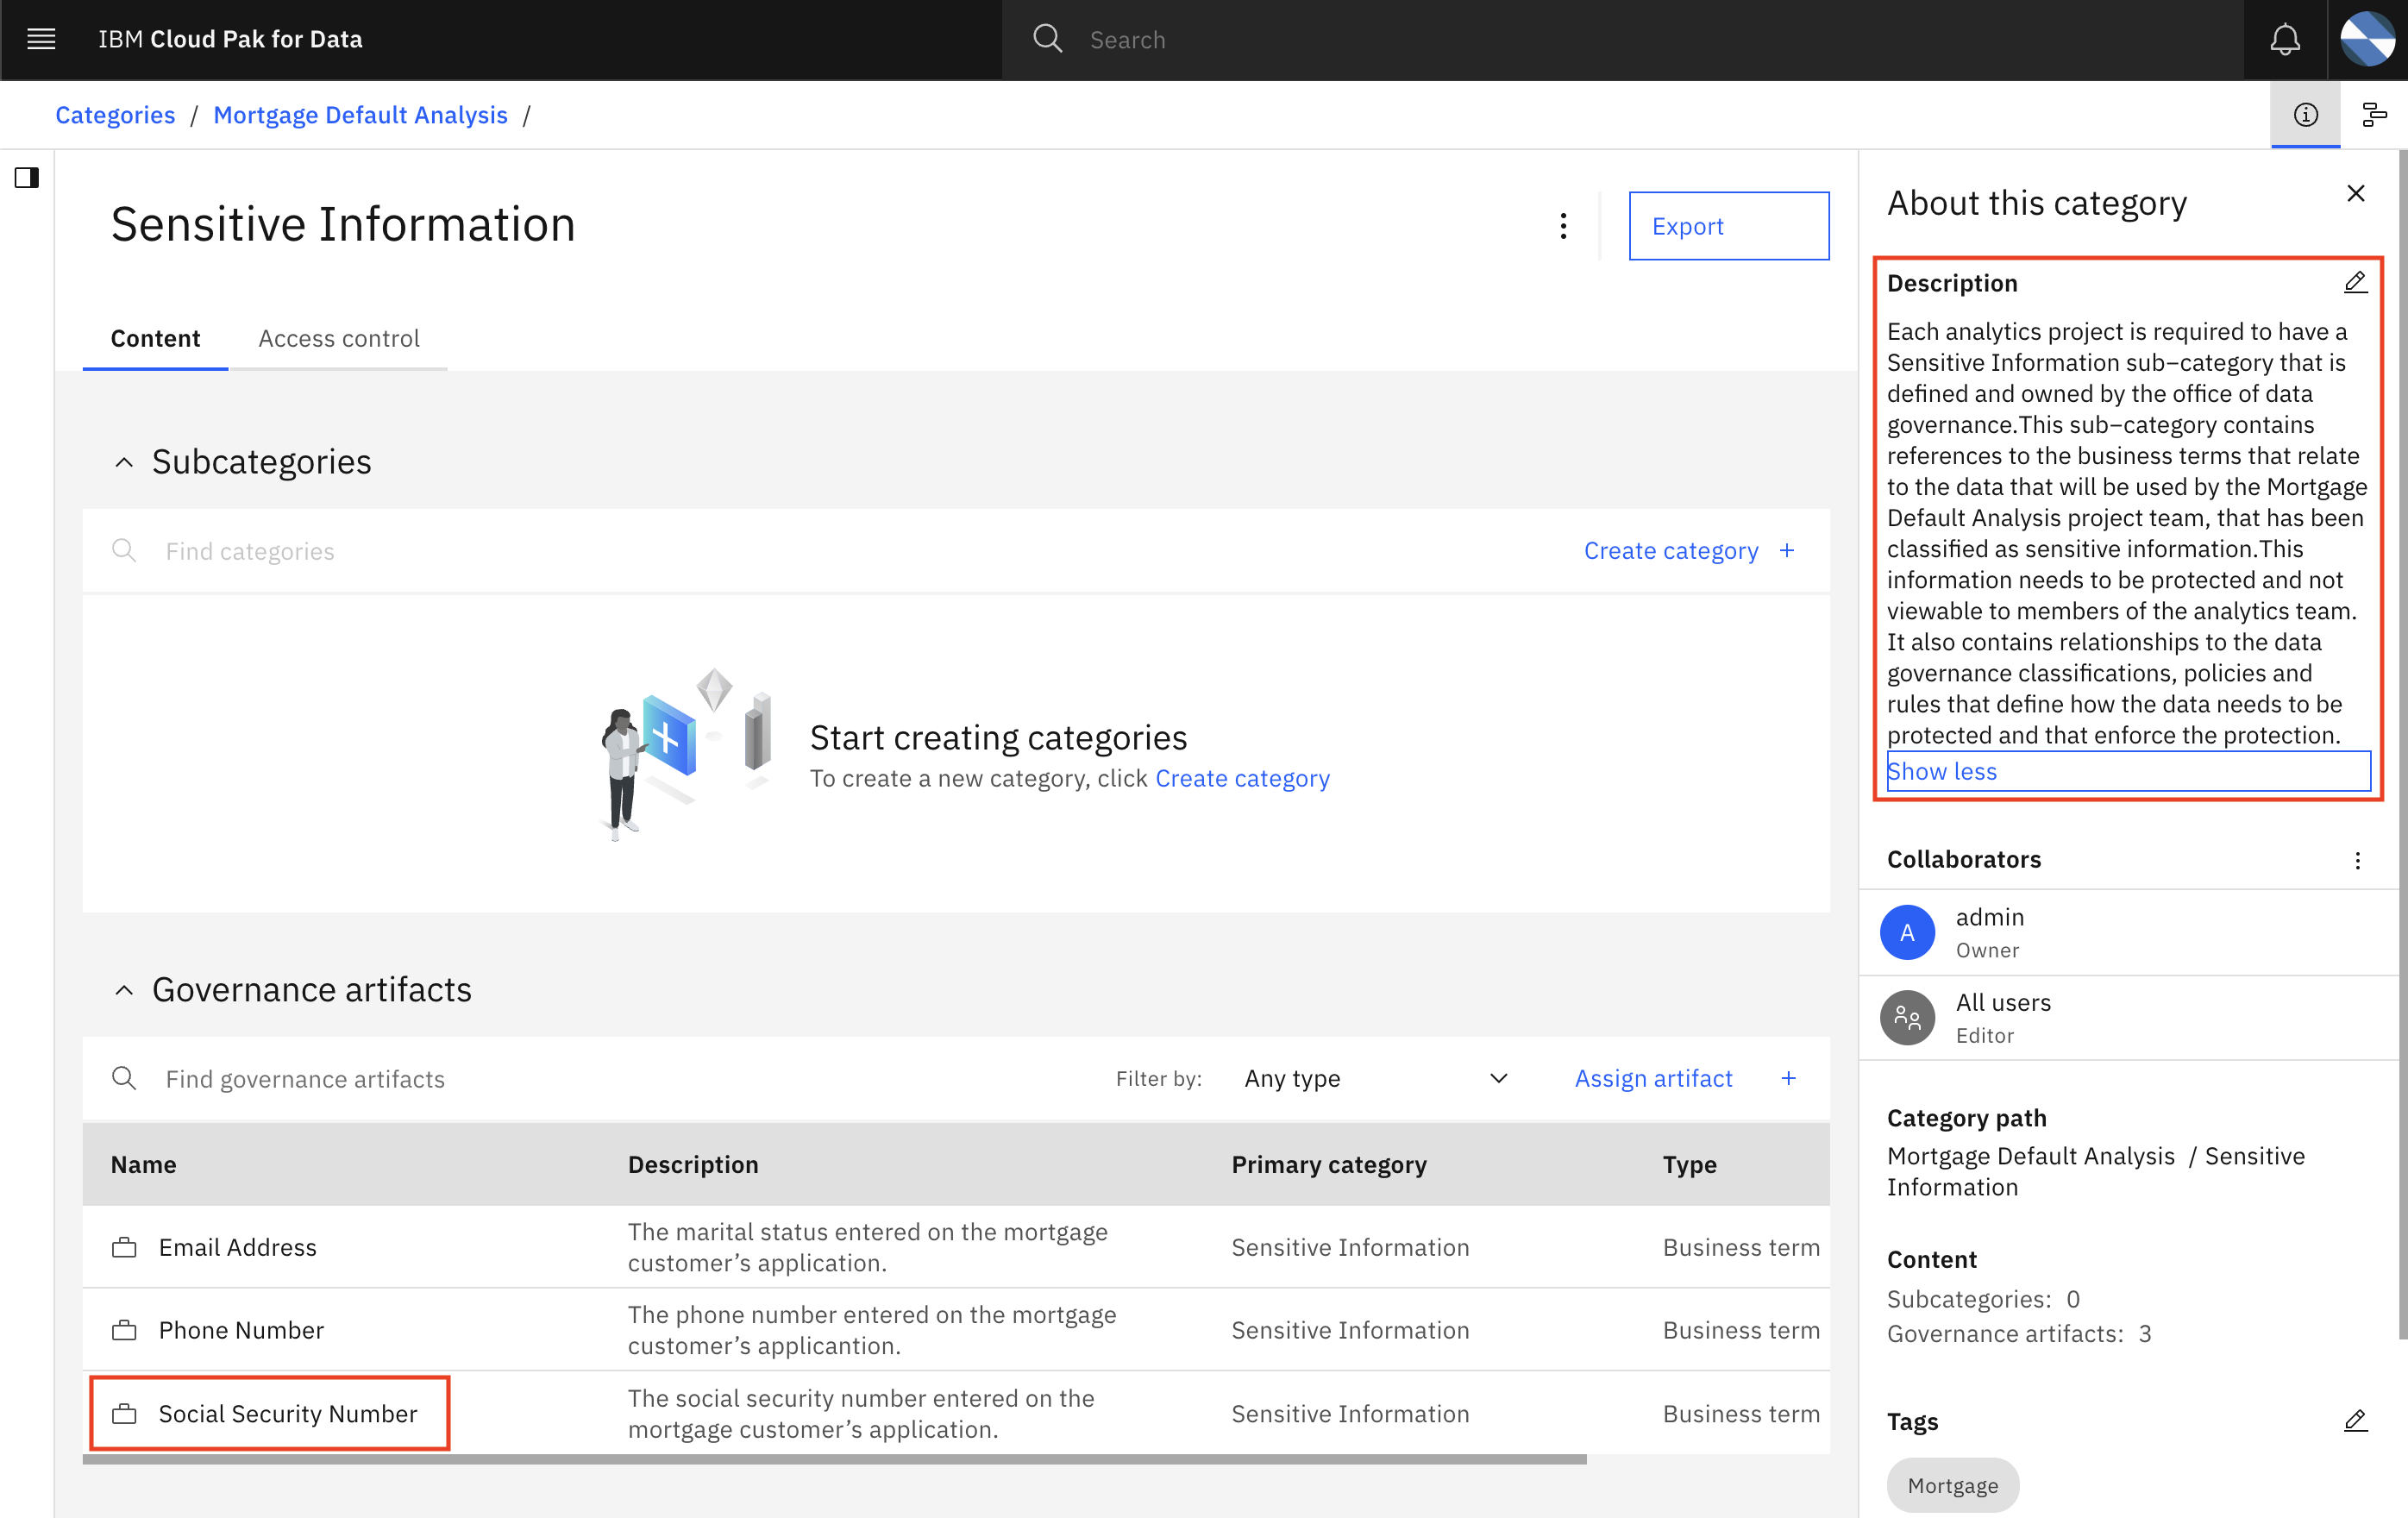 IBM Cloud Pak for Data
Search
Categories / Mortgage Default Analysis /
Sensitive Information
Export
Content
Access control
Subcategories
Find categories
Create category +
Start creating categories
To create a new category, click Create category
Governance artifacts
Find governance artifacts
Filter by:
Any type
Assign artifact +
Name
Description
Primary category
Type
Email Address
The marital status entered on the mortgage
customer’s application.
Sensitive Information
Business term
Phone Number
The phone number entered on the mortgage
customer’s applicantion.
Sensitive Information
Business term
Social Security Number
The social security number entered on the
mortgage customer’s application.
Sensitive Information
Business term
About this category
Description
Each analytics project is required to have a
Sensitive Information sub–category that is
defined and owned by the office of data
governance.This sub–category contains
references to the business terms that relate
to the data that will be used by the Mortgage
Default Analysis project team, that has been
classified as sensitive information.This
information needs to be protected and not
viewable to members of the analytics team.
It also contains relationships to the data
governance classifications, policies and
rules that define how the data needs to be
protected and that enforce the protection.
Show less
Collaborators
A
admin
Owner
All users
Editor
Category path
Mortgage Default Analysis / Sensitive
Information
Content
Subcategories: 0
Governance artifacts: 3
Tags
Mortgage